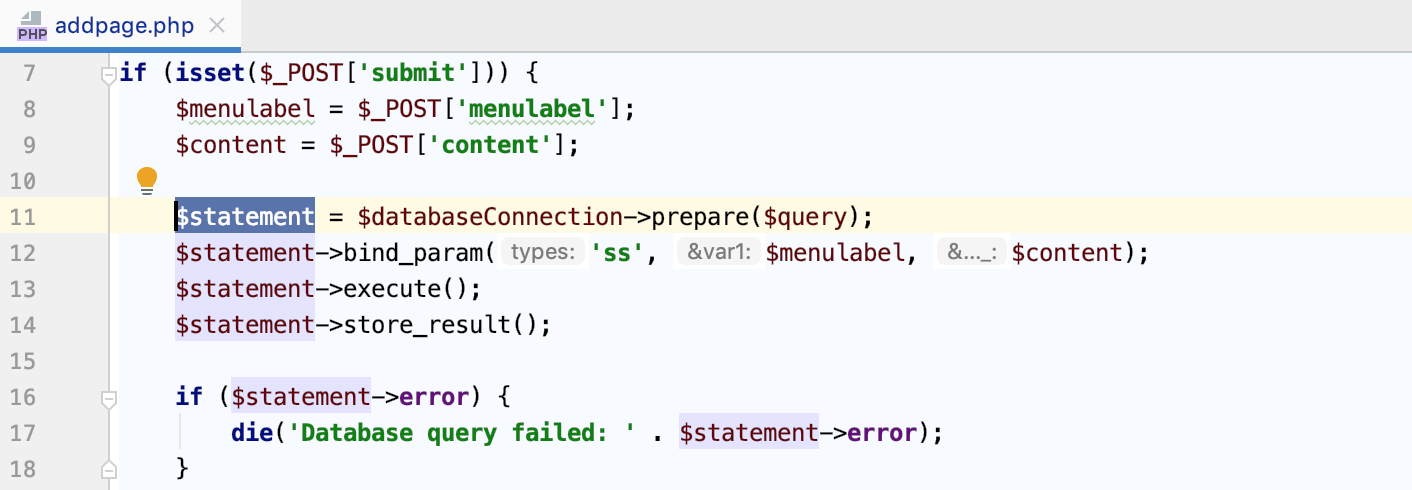 PHP addpage.php
7 if (isset($_POST['submit'])) {
8 $menulabel = $_POST['menulabel'];
9 $content = $_POST['content'];
10
11 $statement = $databaseConnection->prepare($query);
12 $statement->bind_param( types: 'ss', &var1: $menulabel, &..._: $content);
13 $statement->execute();
14 $statement->store_result();
15
16 if ($statement->error) {
17 die('Database query failed: ' . $statement->error);
18 }